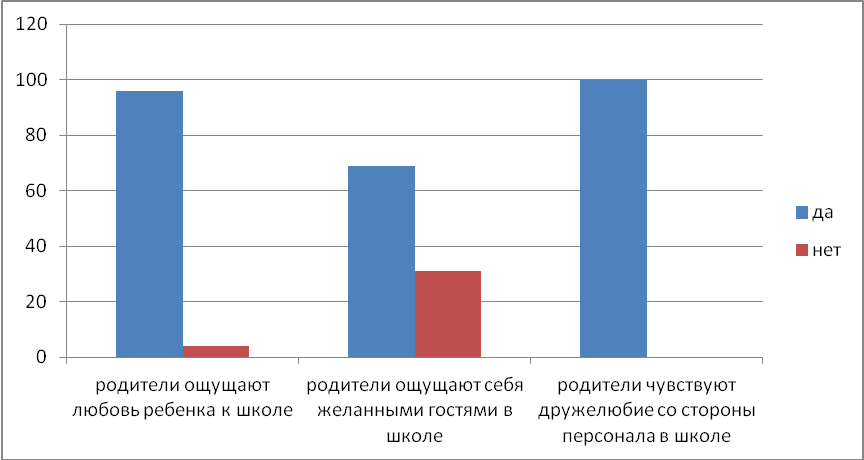 120
100
80
60
40
20
0
родители ощущают
любовь ребенка к школе
родители ощущают себя
желанными гостями в
школе
родители чувствуют
дружелюбие со стороны
персонала в школе
да
нет